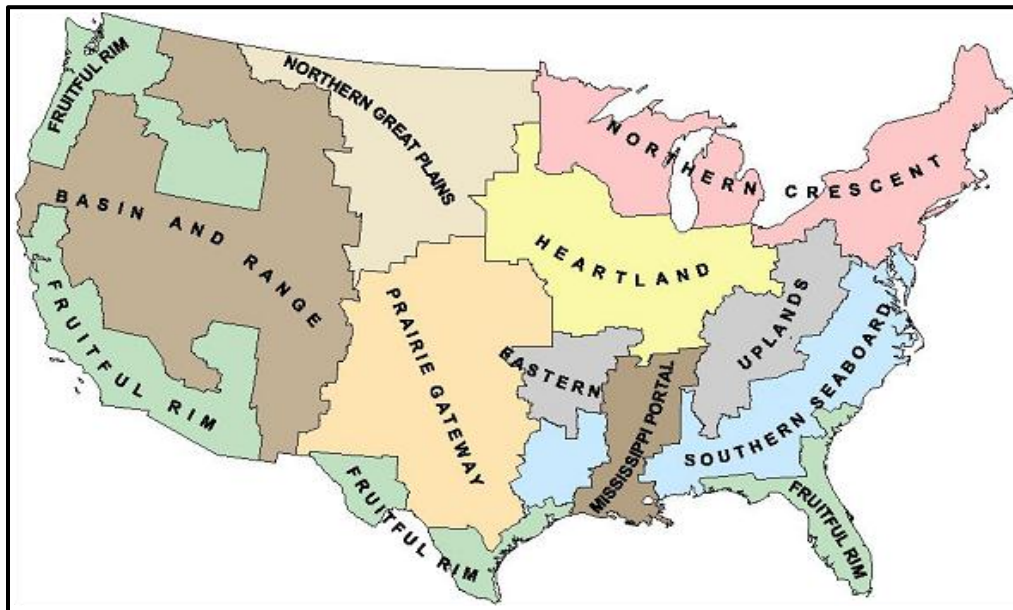 FRUITFUL RIM
NORTHERN GREAT PLAINS
NORTHERN CRESCENT
BASIN AND RANGE
HEARTLAND
FRUITFUL RIM
PRAIRIE GATEWAY
EASTERN
UPLANDS
MISSISSIPPI PORTAL
SOUTHERN SEABOARD
FRUITFUL RIM
FRUITFUL RIM